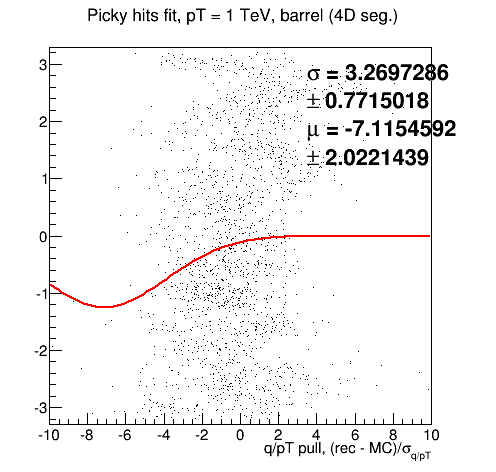 Picky hits fit, pT = 1 TeV, barrel (4D seg.)
σ = 3.2697286
± 0.7715018
μ = -7.1154592
± 2.0221439
3
2
1
0
-1
-2
-3
-10 -8 -6 -4 -2 0 2 4 6 8 10
q/pT pull, (rec - MC)/σq/pT